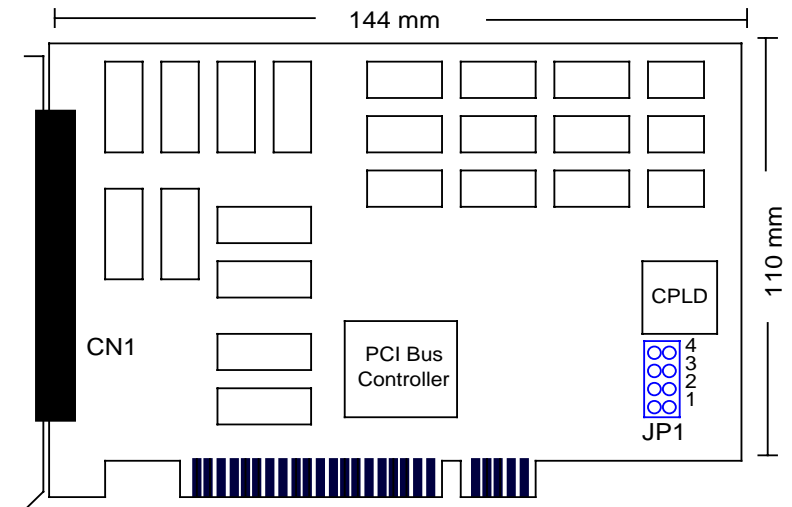 144 mm
110 mm
CPLD
CN1
PCI Bus
Controller
4
3
2
1
JP1